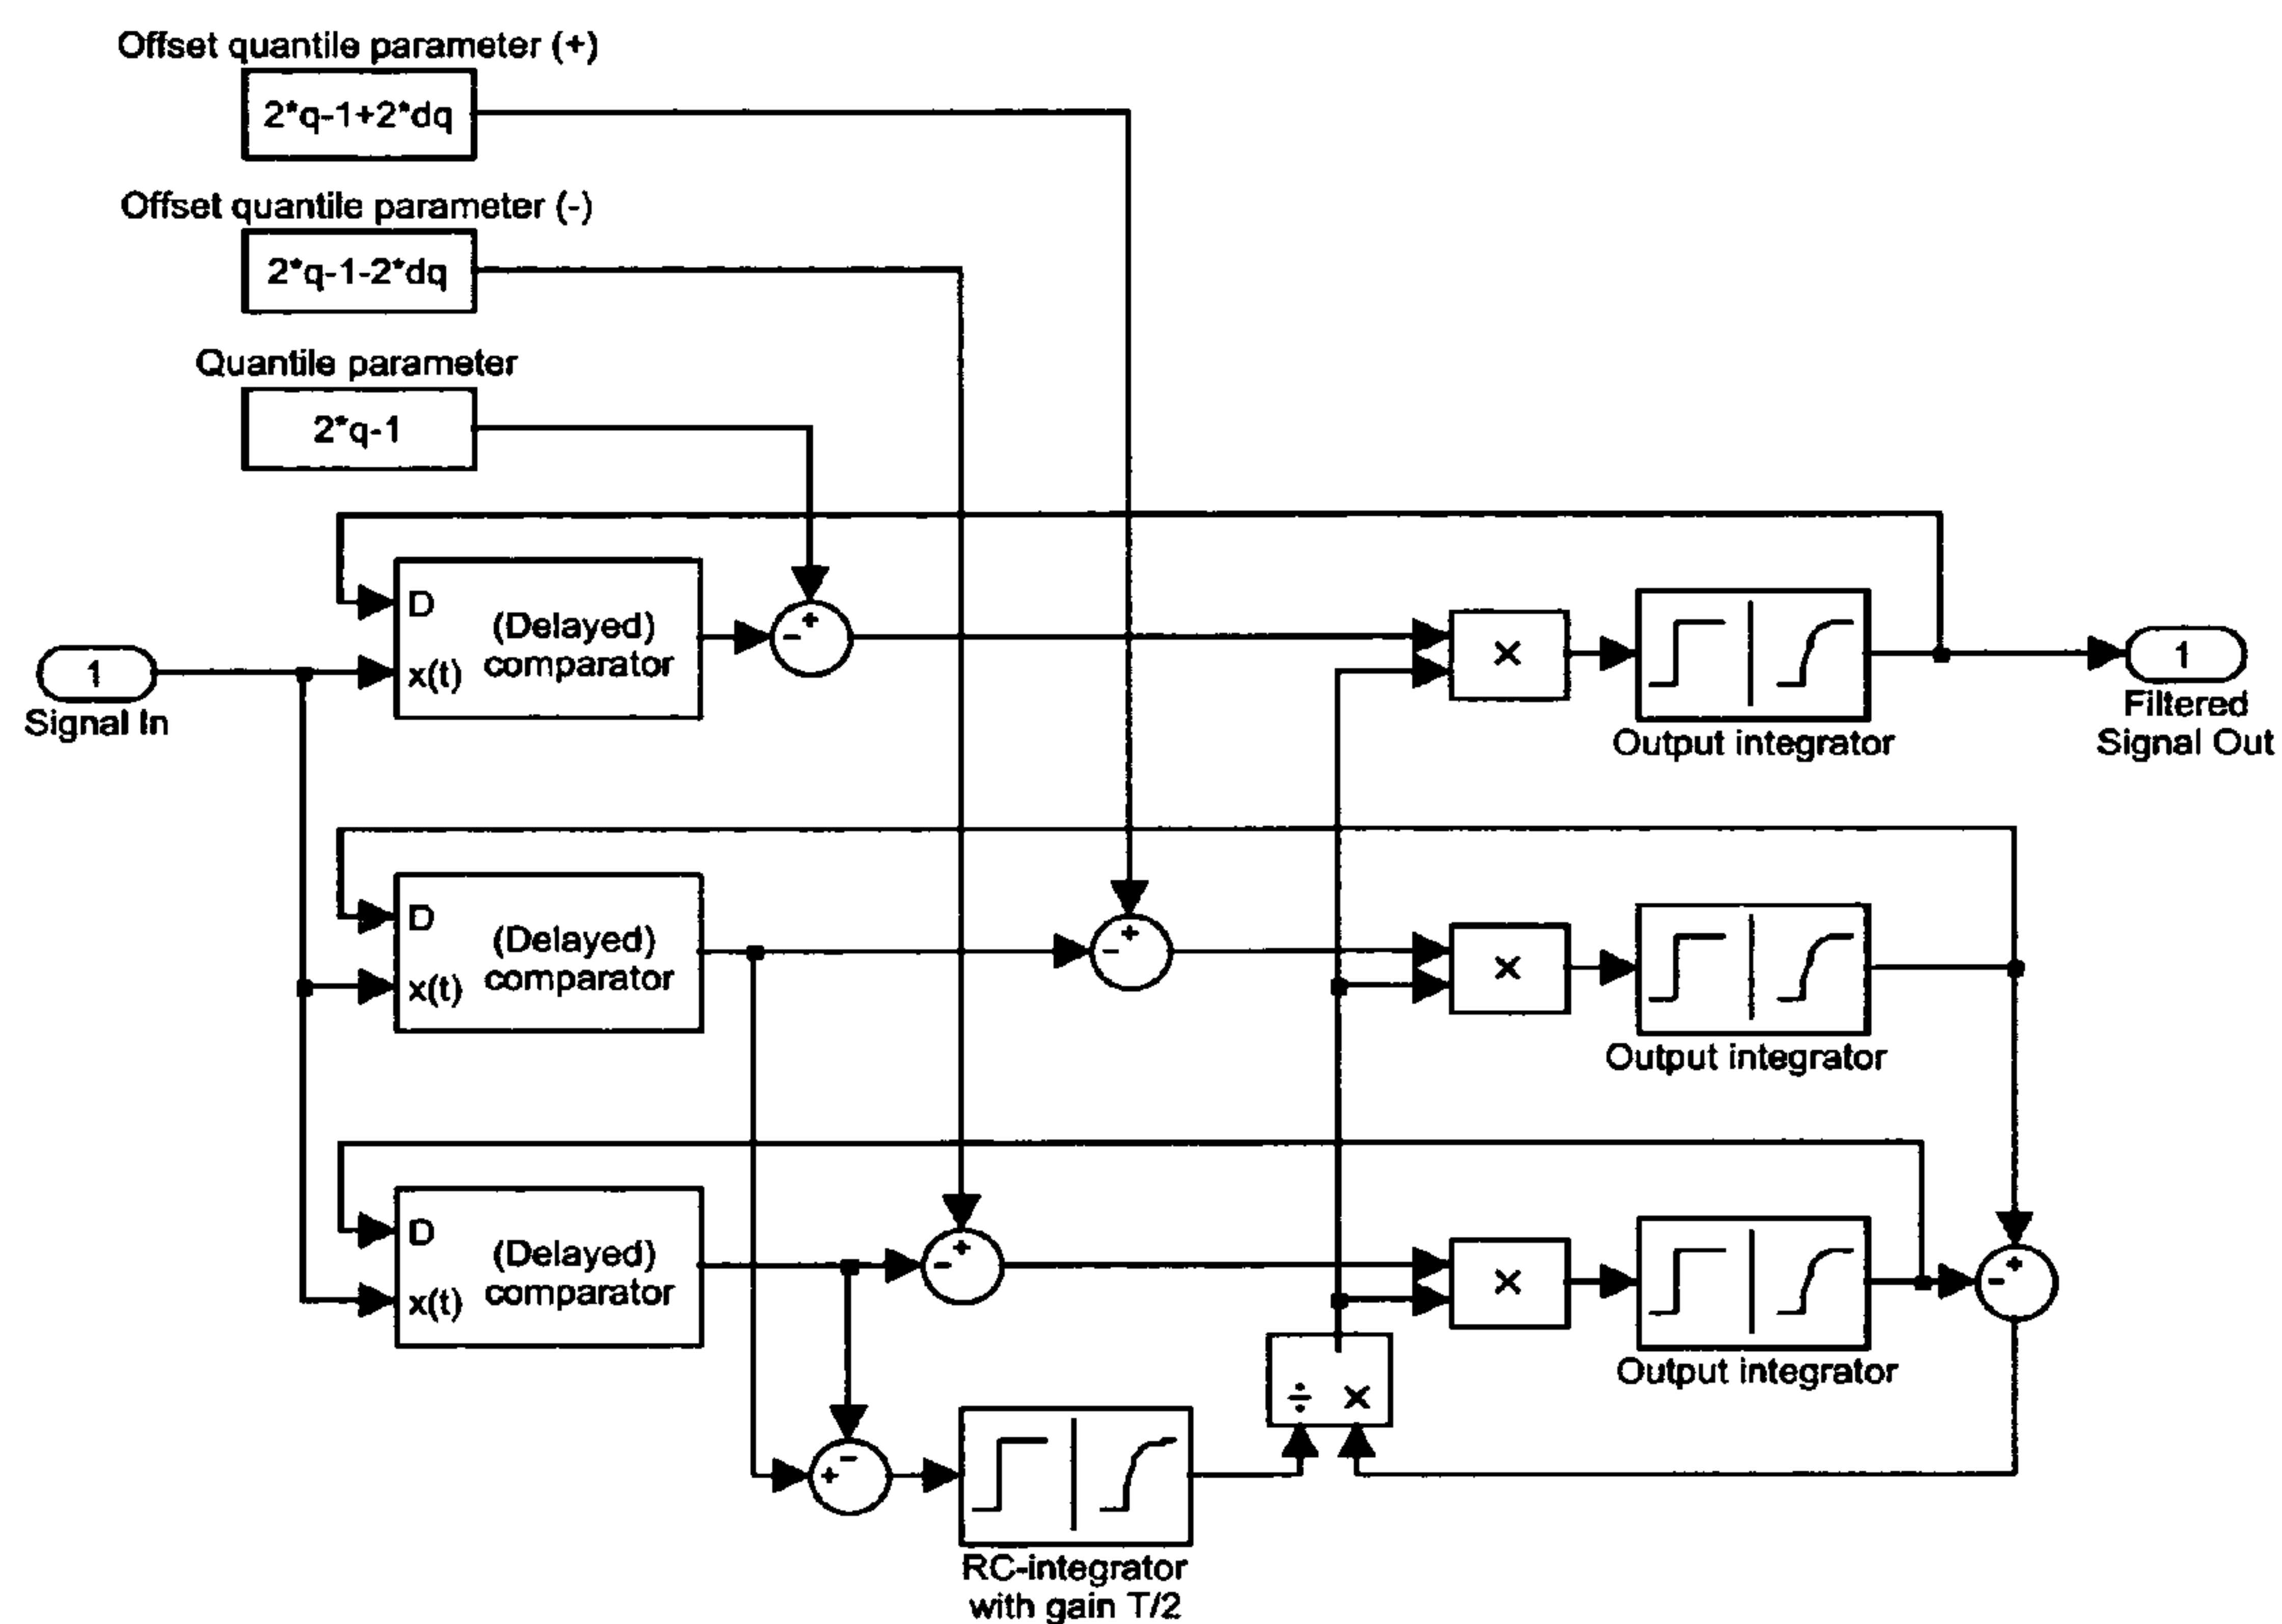 Offset quantile parameter (+)
2*q-1+2*dq
Offset quantile parameter (-)
2*q-1-2*dq
Quantile parameter
2*q-1
D
(Delayed)
comparator
x(t)
-
+
×
Output integrator
1
Signal In
1
Filtered
Signal Out
D
(Delayed)
comparator
x(t)
-
+
×
Output integrator
D
(Delayed)
comparator
x(t)
-
+
×
Output integrator
-
+
÷ ×
+
-
RC-integrator
with gain T/2